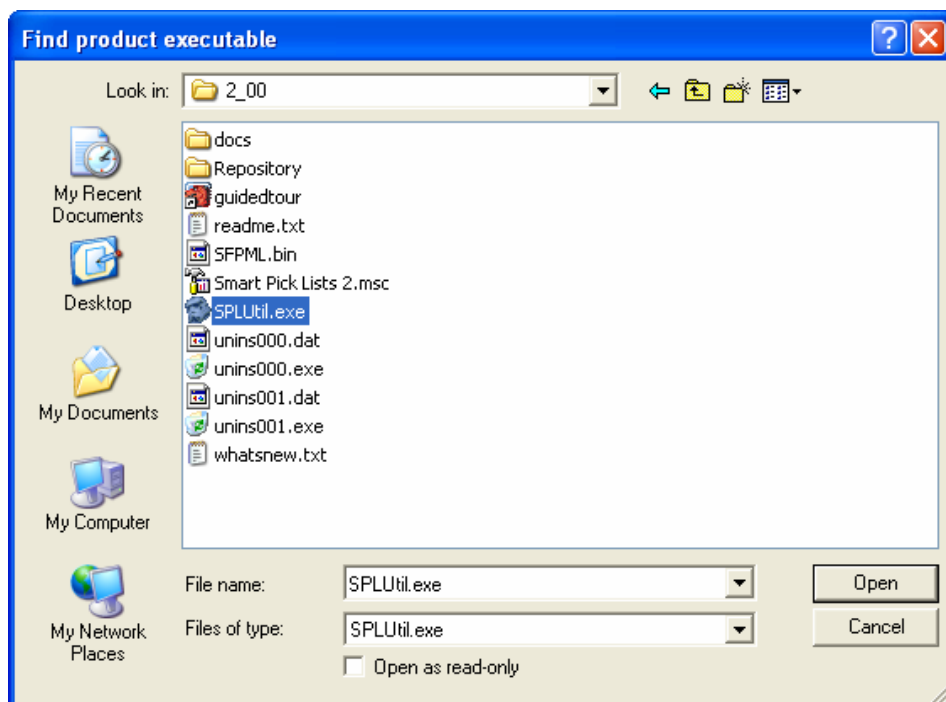 Find product executable
Look in: 2_00
docs
Repository
guidedtour
readme.txt
SFPML.bin
Smart Pick Lists 2.msc
SPLUtil.exe
unins000.dat
unins000.exe
unins001.dat
unins001.exe
whatsnew.txt
My Recent
Documents
Desktop
My Documents
My Computer
My Network
Places
File name: SPLUtil.exe Open
Files of type: SPLUtil.exe Cancel
Open as read-only